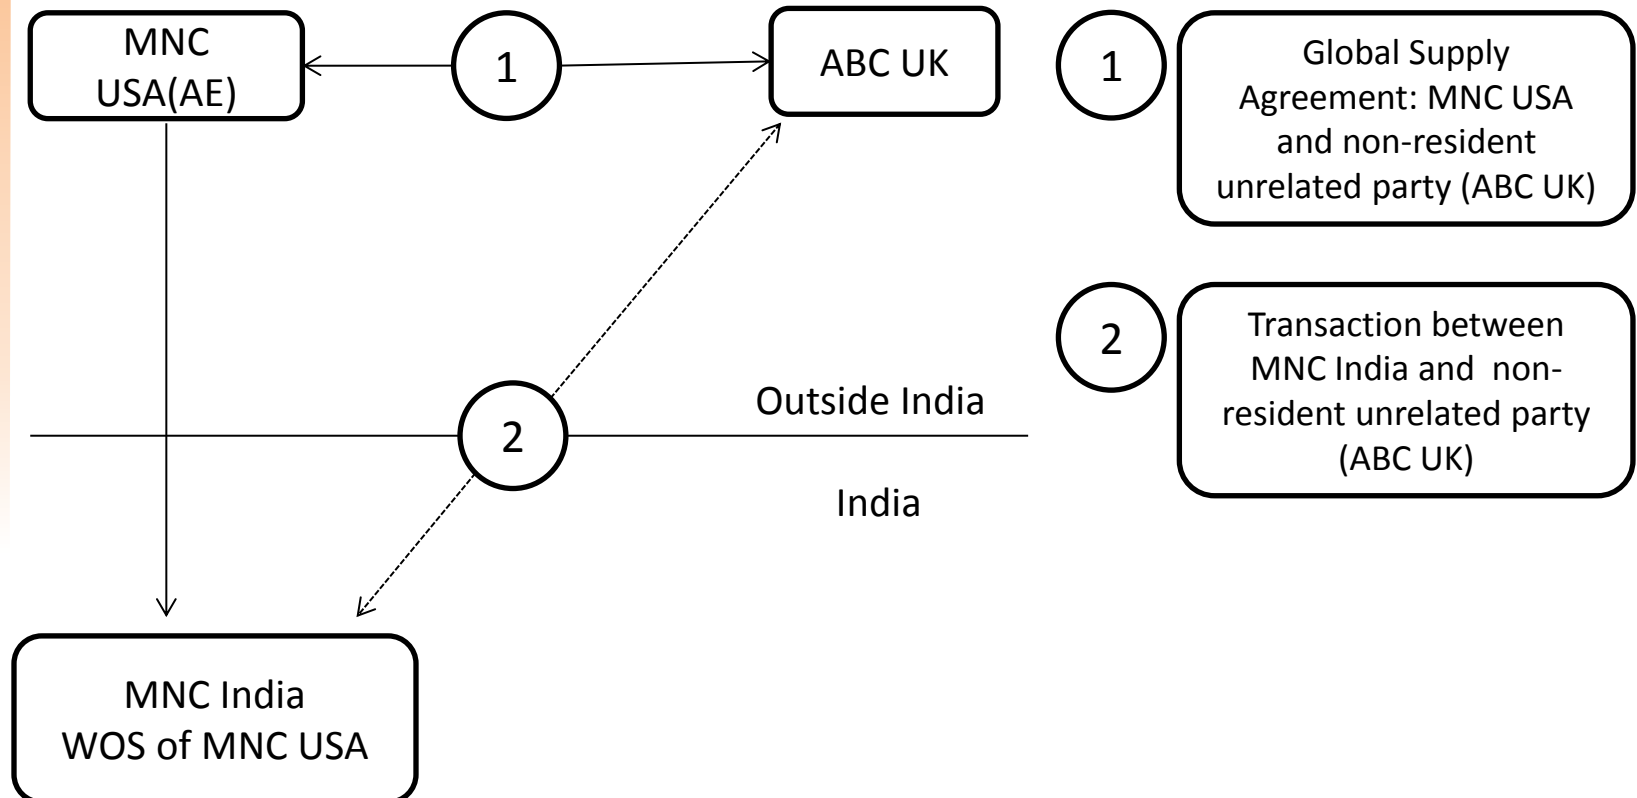 MNC
USA(AE)
1
ABC UK
1
Global Supply
Agreement: MNC USA
and non-resident
unrelated party (ABC UK)
2
Transaction between
MNC India and non-
resident unrelated party
(ABC UK)
Outside India
2
India
MNC India
WOS of MNC USA